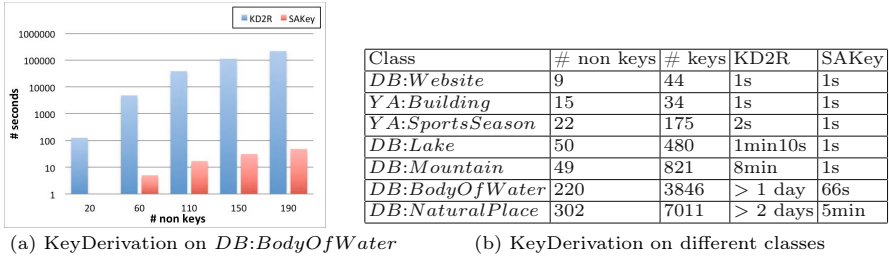 KD2R SAKey
1000000
100000
10000
1000
100
10
1
# seconds
20 60 110 150 190
# non keys
(a) KeyDerivation on DB:BodyOfWater
Class # non keys # keys KD2R SAKey
DB:Website 9 44 1s 1s
YA:Building 15 34 1s 1s
YA:SportsSeason 22 175 2s 1s
DB:Lake 50 480 1min10s 1s
DB:Mountain 49 821 8min 1s
DB:BodyOfWater 220 3846 > 1 day 66s
DB:NaturalPlace 302 7011 > 2 days 5min
(b) KeyDerivation on different classes